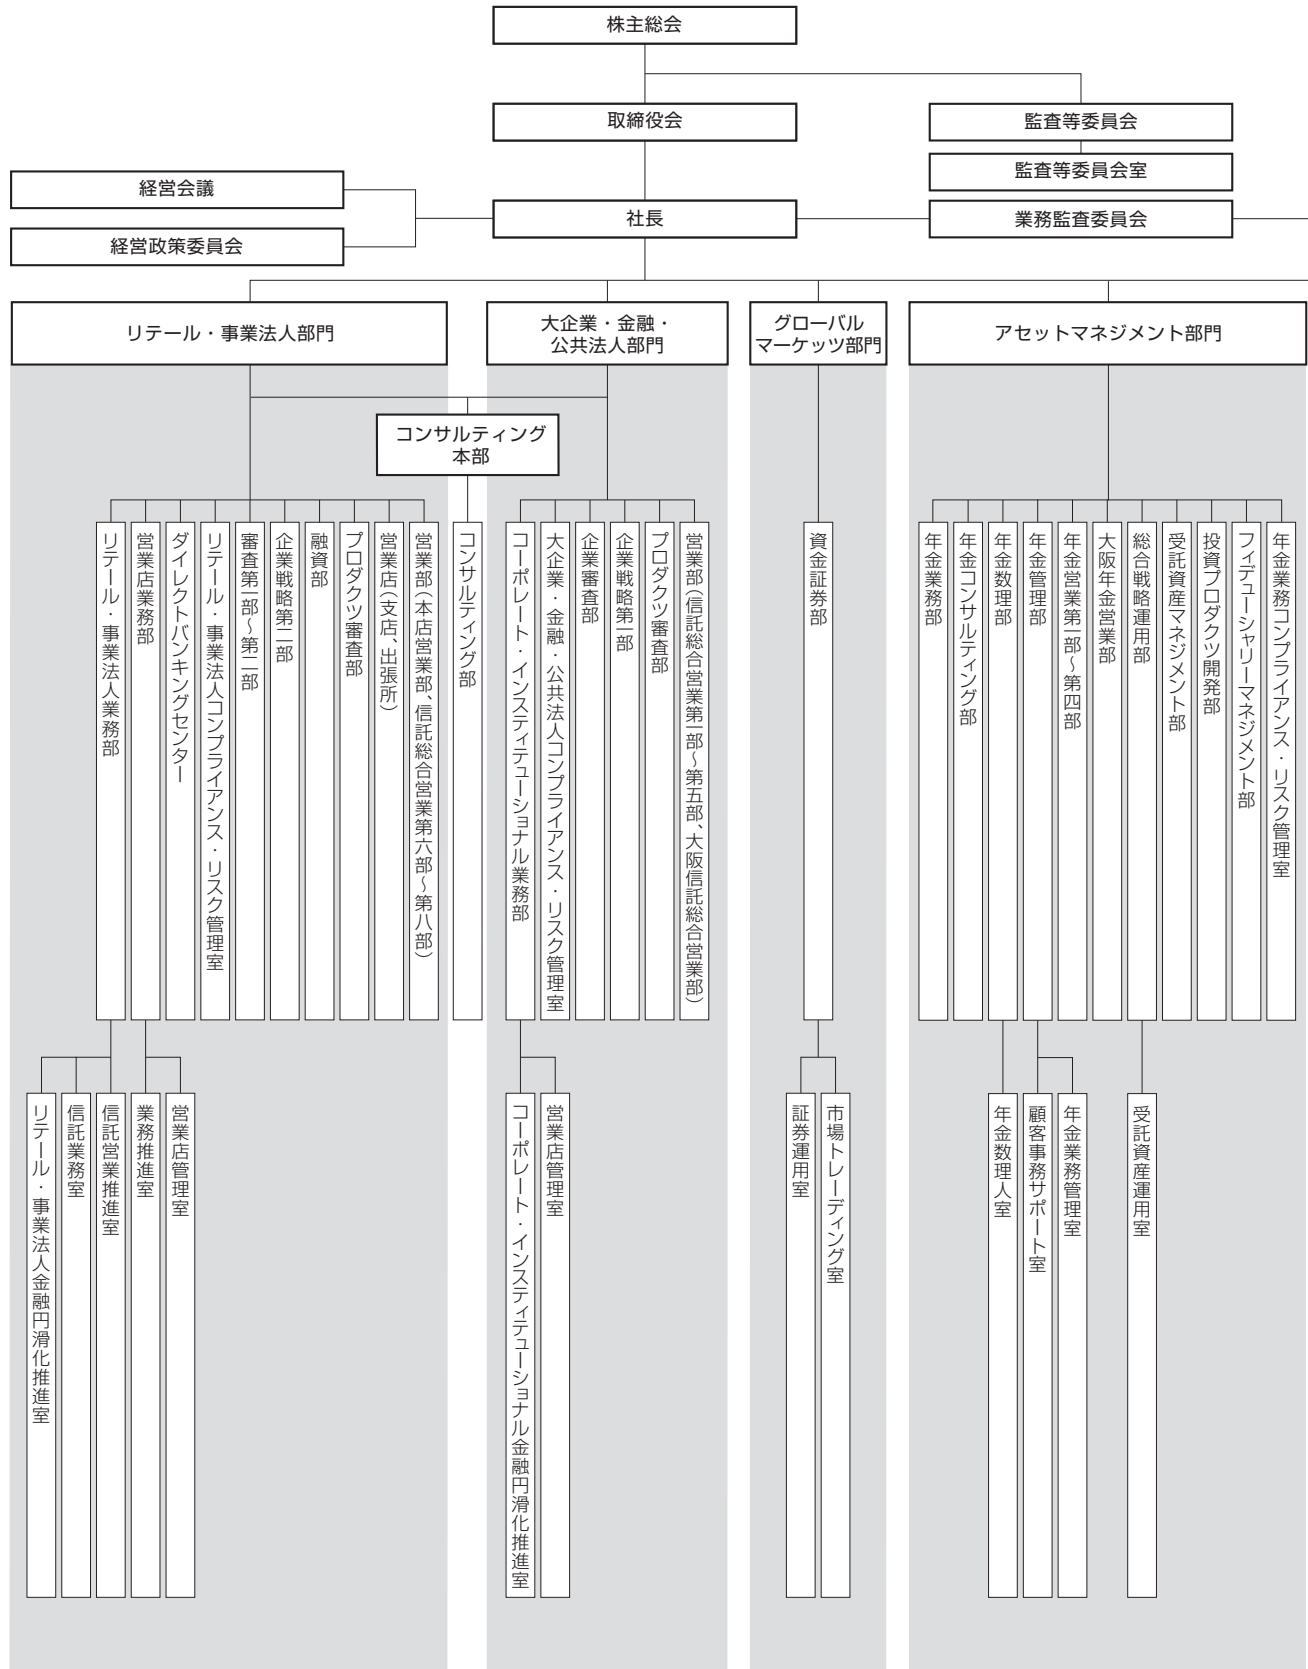 株主総会
取締役会
監査等委員会
監査等委員会室
経営会議
社長
業務監査委員会
経営政策委員会
リテール・事業法人部門
大企業・金融・
公共法人部門
グローバル
マーケッツ部門
アセットマネジメント部門
コンサルティング
本部
リテール・事業法人業務部
営業店業務部
ダイレクトバンキングセンター
リテール・事業法人コンプライアンス・リスク管理室
審査第一部〜第二部
企業戦略第二部
融資部
プロダクツ審査部
営業店（支店、出張所）
営業部（本店営業部、信託総合営業第六部〜第八部）
コンサルティング部
コーポレート・インスティテューショナル業務部
大企業・金融・公共法人コンプライアンス・リスク管理室
企業審査部
企業戦略第一部
プロダクツ審査部
営業部（信託総合営業第一部〜第五部、大阪信託総合営業部）
資金証券部
年金業務部
年金コンサルティング部
年金数理部
年金管理部
年金営業第一部〜第四部
大阪年金営業部
総合戦略運用部
受託資産マネジメント部
投資プロダクツ開発部
フィデューシャリーマネジメント部
年金業務コンプライアンス・リスク管理室
リテール・事業法人金融円滑化推進室
信託業務室
信託営業推進室
業務推進室
営業店管理室
コーポレート・インスティテューショナル金融円滑化推進室
営業店管理室
証券運用室
市場トレーディング室
年金数理人室
顧客事務サポート室
年金業務管理室
受託資産運用室